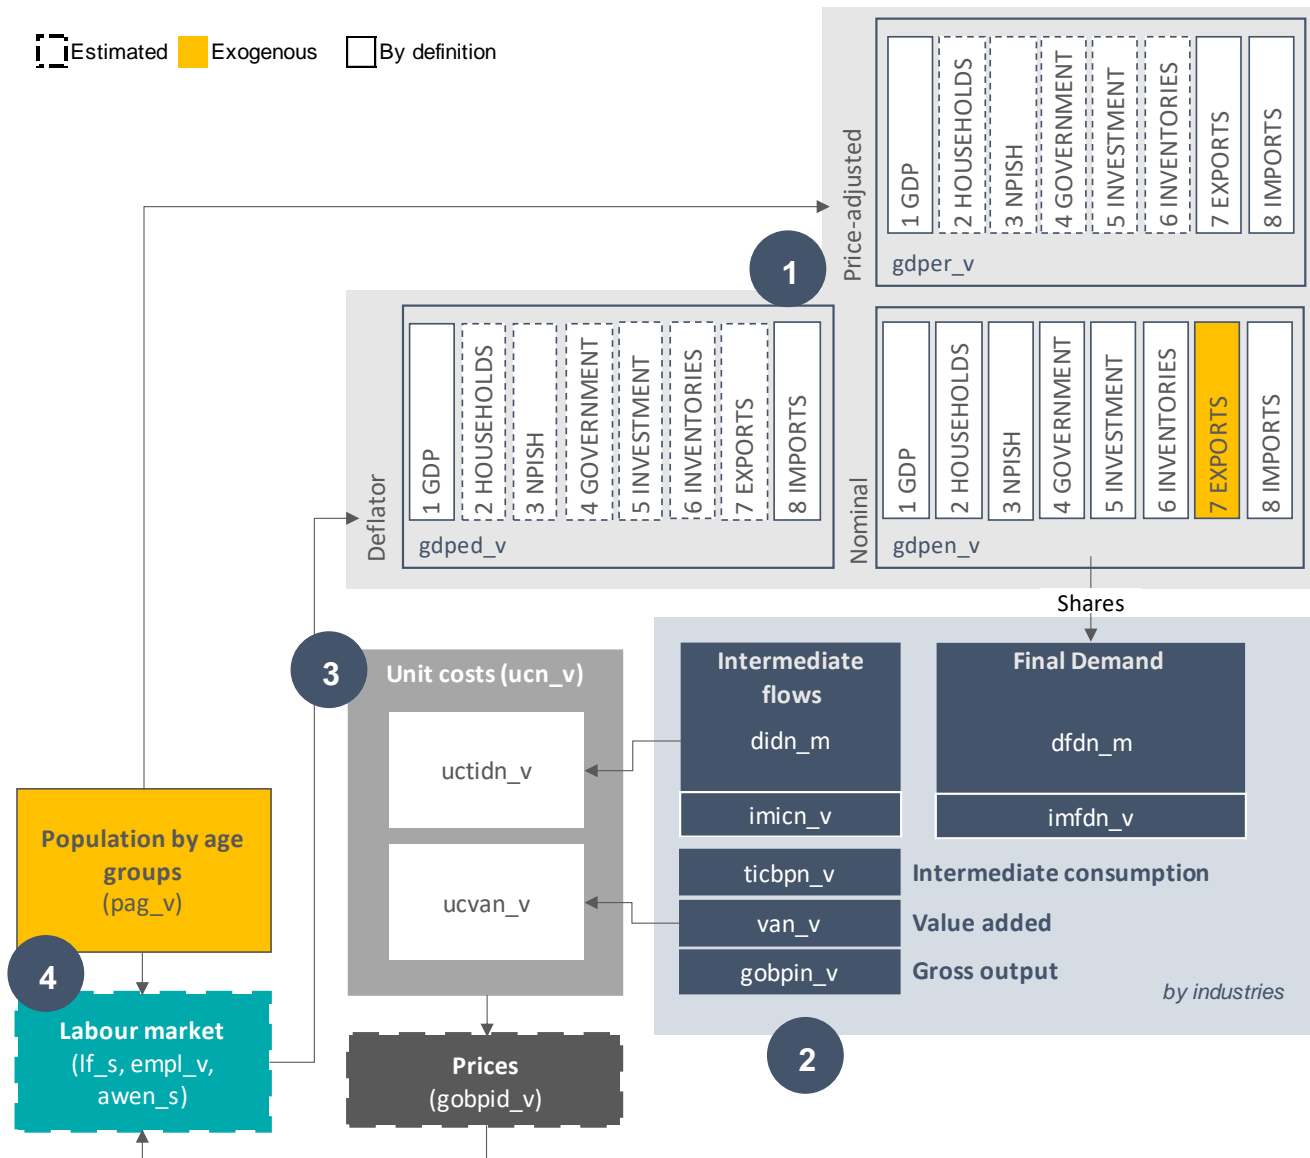 Estimated
Exogenous
By definition
Price-adjusted
1 GDP
2 HOUSEHOLDS
3 NPISH
4 GOVERNMENT
5 INVESTMENT
6 INVENTORIES
7 EXPORTS
8 IMPORTS
gdper_v
1
Deflator
1 GDP
2 HOUSEHOLDS
3 NPISH
4 GOVERNMENT
5 INVESTMENT
6 INVENTORIES
7 EXPORTS
8 IMPORTS
gdped_v
Nominal
1 GDP
2 HOUSEHOLDS
3 NPISH
4 GOVERNMENT
5 INVESTMENT
6 INVENTORIES
7 EXPORTS
8 IMPORTS
gdpen_v
Shares
3
Unit costs (ucn_v)
uctidn_v
ucvan_v
Intermediate
flows
didn_m
imicn_v
Final Demand
dfdn_m
imfdn_v
ticbpn_v
Intermediate consumption
van_v
Value added
gobpin_v
Gross output
by industries
2
Population by age
groups
(pag_v)
4
Labour market
(lf_s, empl_v,
awen_s)
Prices
(gobpid_v)